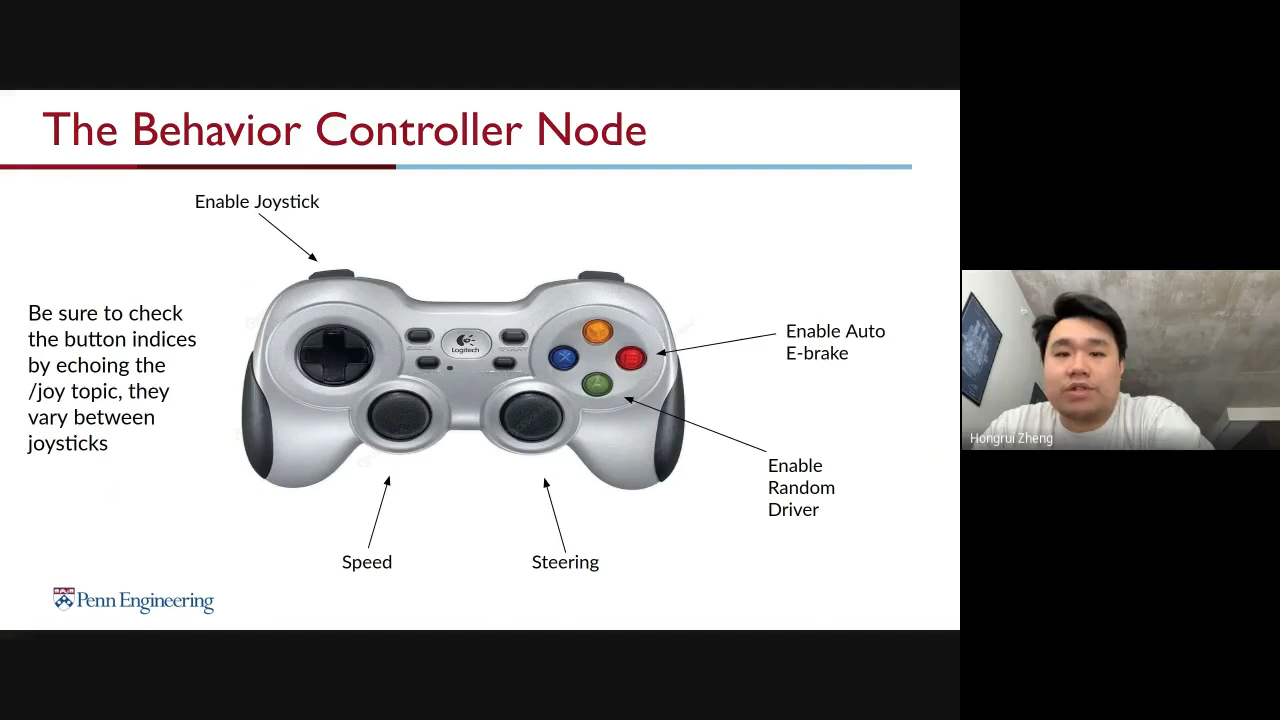 The Behavior Controller Node
Enable Joystick
Be sure to check
the button indices
by echoing the
/joy topic, they
vary between
joysticks
Logitech
X
A
Enable Auto
E-brake
Enable
Random
Driver
Speed
Steering
Penn Engineering
Hongrui Zheng